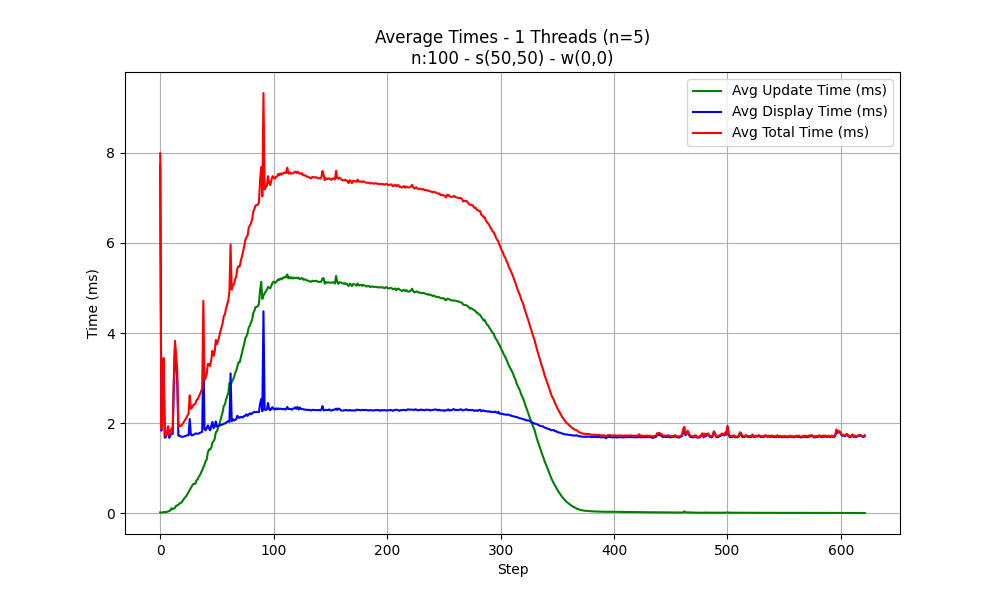 Average Times - 1 Threads (n=5)
n:100 - s(50,50) - w(0,0)
Avg Update Time (ms)
Avg Display Time (ms)
Avg Total Time (ms)
Time (ms)
8
6
4
2
0
0 100 200 300 400 500 600
Step